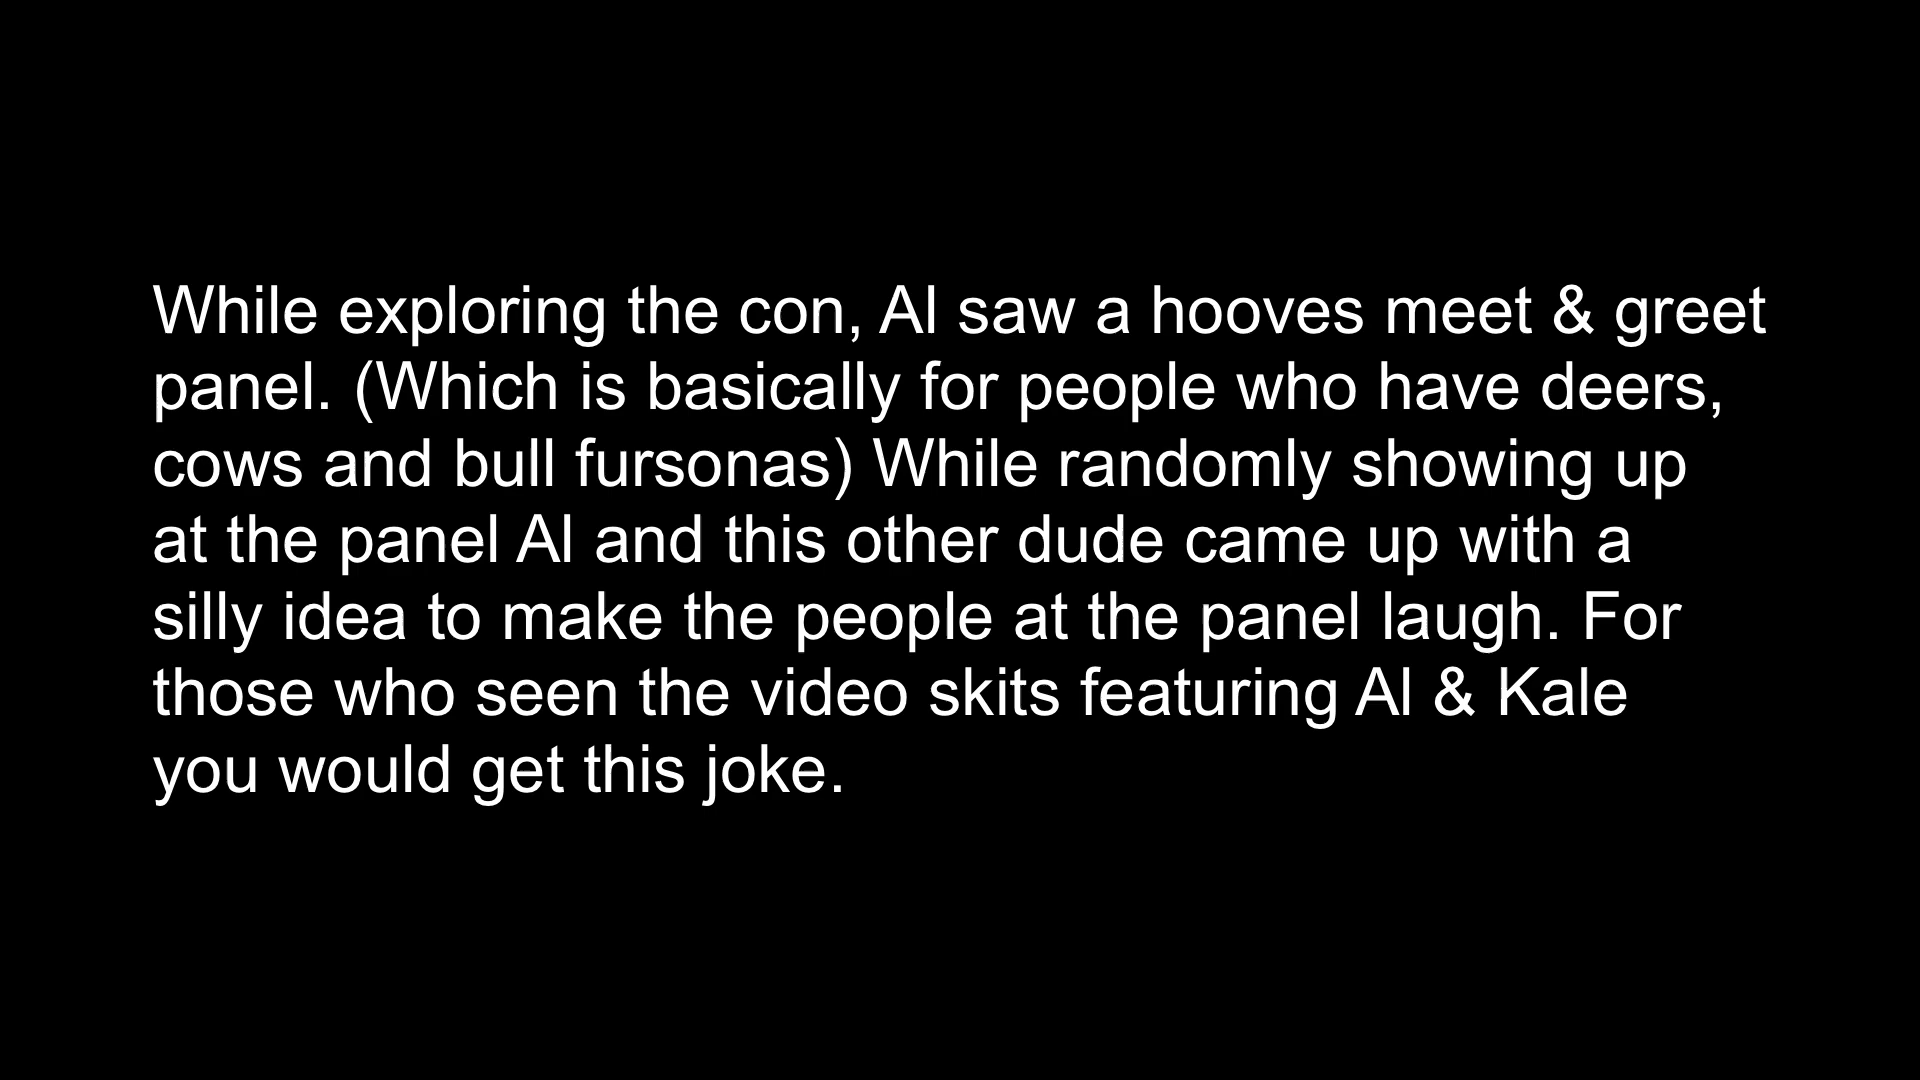 While exploring the con, Al saw a hooves meet & greet
panel. (Which is basically for people who have deers,
cows and bull fursonas) While randomly showing up
at the panel Al and this other dude came up with a
silly idea to make the people at the panel laugh. For
those who seen the video skits featuring Al & Kale
you would get this joke.